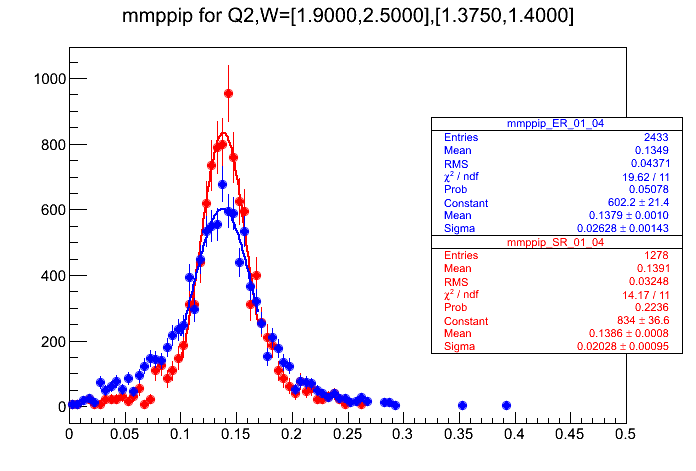 mmppip for Q2,W=[1.9000,2.5000],[1.3750,1.4000]
1000
800
600
400
200
0
0 0.05 0.1 0.15 0.2 0.25 0.3 0.35 0.4 0.45 0.5
mmppip_ER_01_04
Entries 2433
Mean 0.1349
RMS 0.04371
χ² / ndf 19.62 / 11
Prob 0.05078
Constant 602.2 ± 21.4
Mean 0.1379 ± 0.0010
Sigma 0.02628 ± 0.00143
mmppip_SR_01_04
Entries 1278
Mean 0.1391
RMS 0.03248
χ² / ndf 14.17 / 11
Prob 0.2236
Constant 834 ± 36.6
Mean 0.1386 ± 0.0008
Sigma 0.02028 ± 0.00095